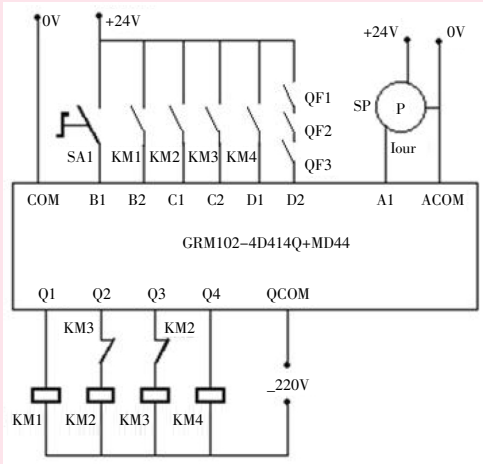 0V
+24V
+24V
0V
QF1
SP
P
QF2
SA1
KM1
KM2
KM3
KM4
QF3
Iour
COM
B1
B2
C1
C2
D1
D2
A1
ACOM
GRM102-4D414Q+MD44
Q1
Q2
Q3
Q4
QCOM
KM3
KM2
_220V
KM1
KM2
KM3
KM4